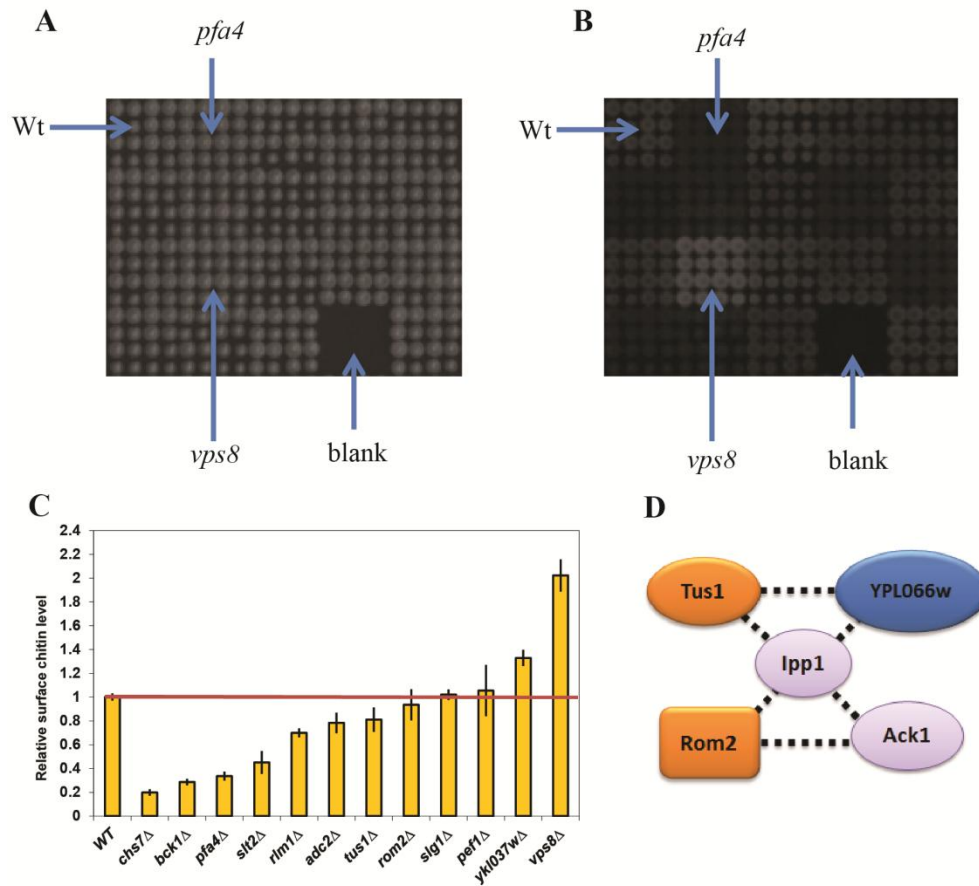 A
pfa4
Wt
vps8
blank
B
pfa4
Wt
vps8
blank
C
Relative surface chitin level
2.4
2.2
2
1.8
1.6
1.4
1.2
1
0.8
0.6
0.4
0.2
0
WT
chs7Δ
bck1Δ
pfa4Δ
slt2Δ
rlm1Δ
adc2Δ
tus1Δ
rom2Δ
slg1Δ
pef1Δ
ykl037wΔ
vps8Δ
D
Tus1
YPL066w
Ipp1
Rom2
Ack1